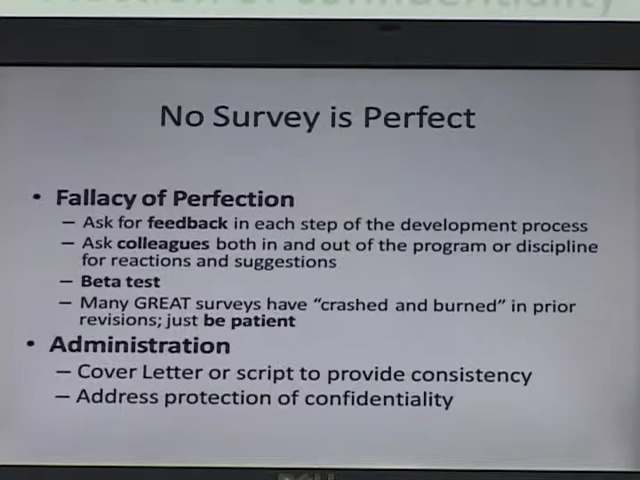 No Survey is Perfect
• Fallacy of Perfection
– Ask for feedback in each step of the development process
– Ask colleagues both in and out of the program or discipline
for reactions and suggestions
– Beta test
– Many GREAT surveys have “crashed and burned” in prior
revisions; just be patient
• Administration
– Cover Letter or script to provide consistency
– Address protection of confidentiality